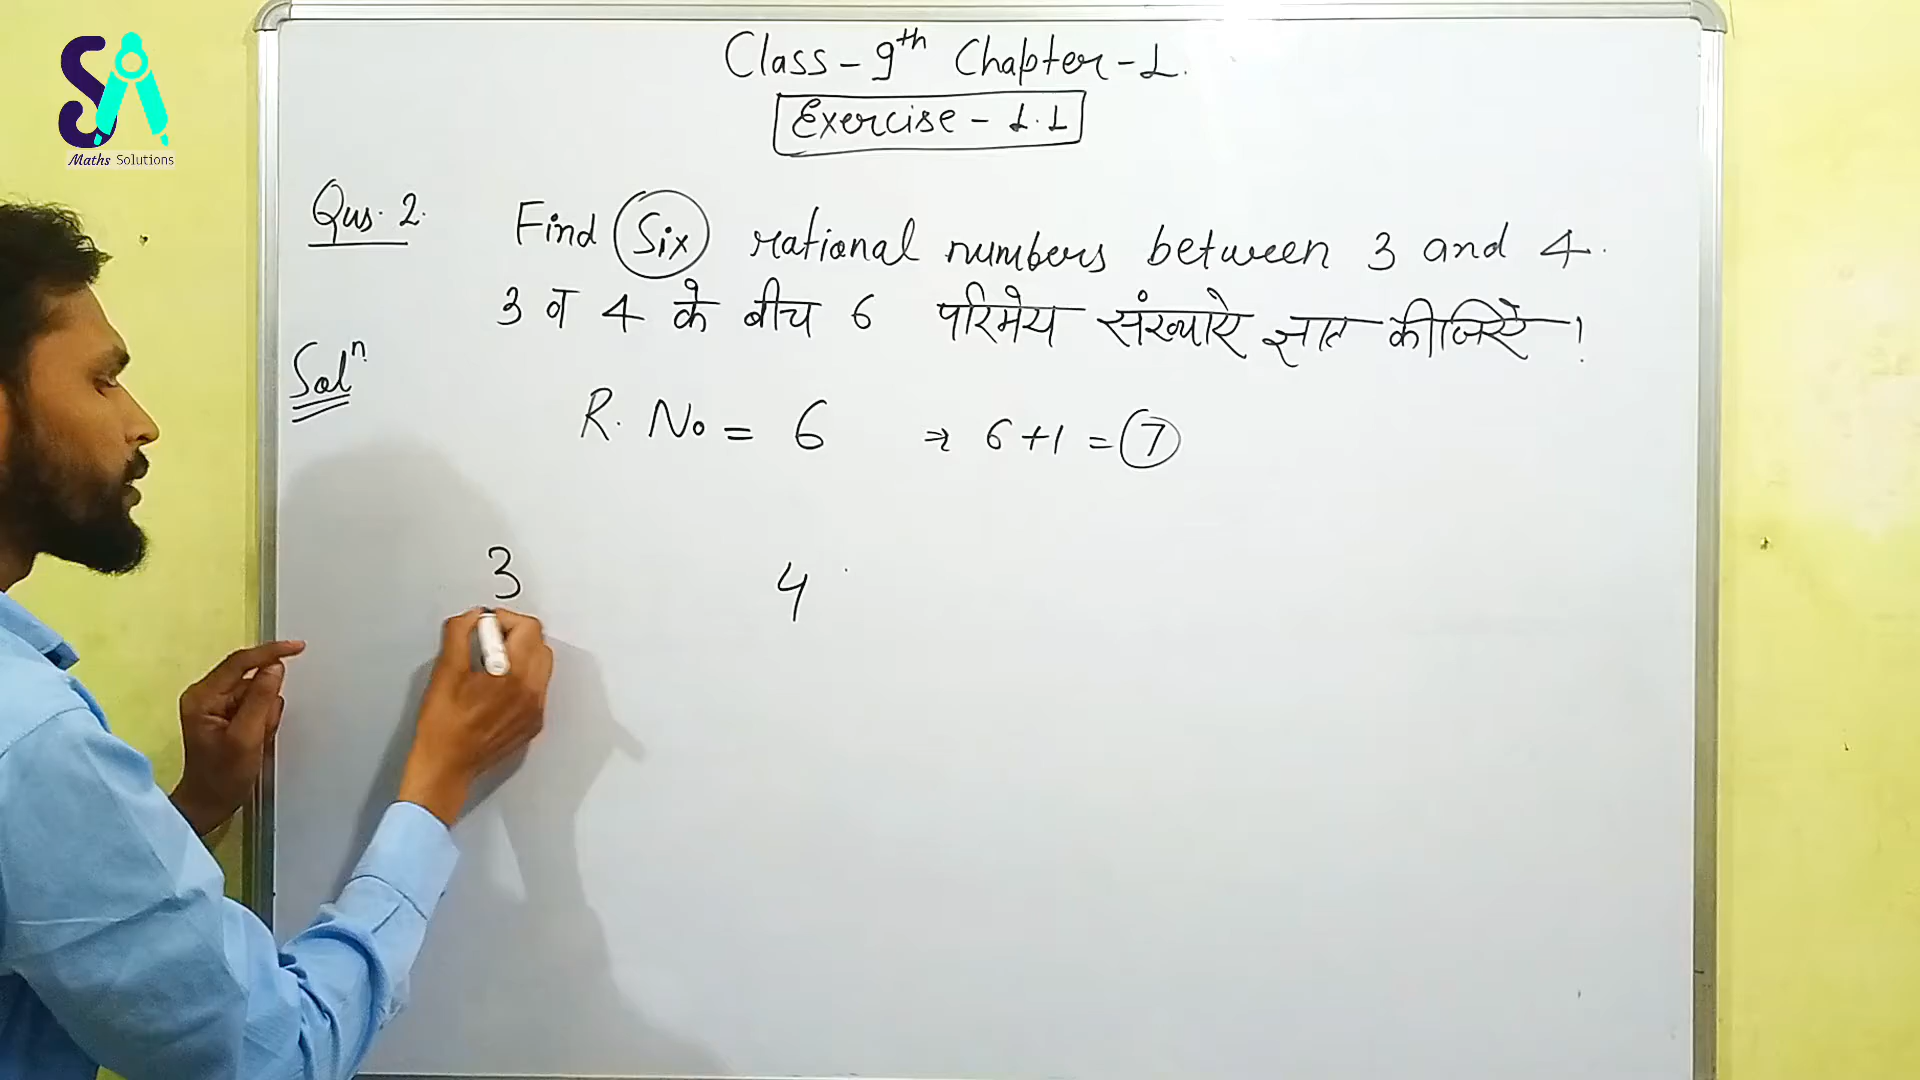 SA
Maths Solutions
Class - 9th Chapter - 1.
Exercise - 1.1
Qus. 2. Find Six rational numbers between 3 and 4.
3 व 4 के बीच 6 परिमेय संख्याऐ ज्ञात कीजिऐ !
Solⁿ
R. No = 6 ⇒ 6 + 1 = 7
3 4